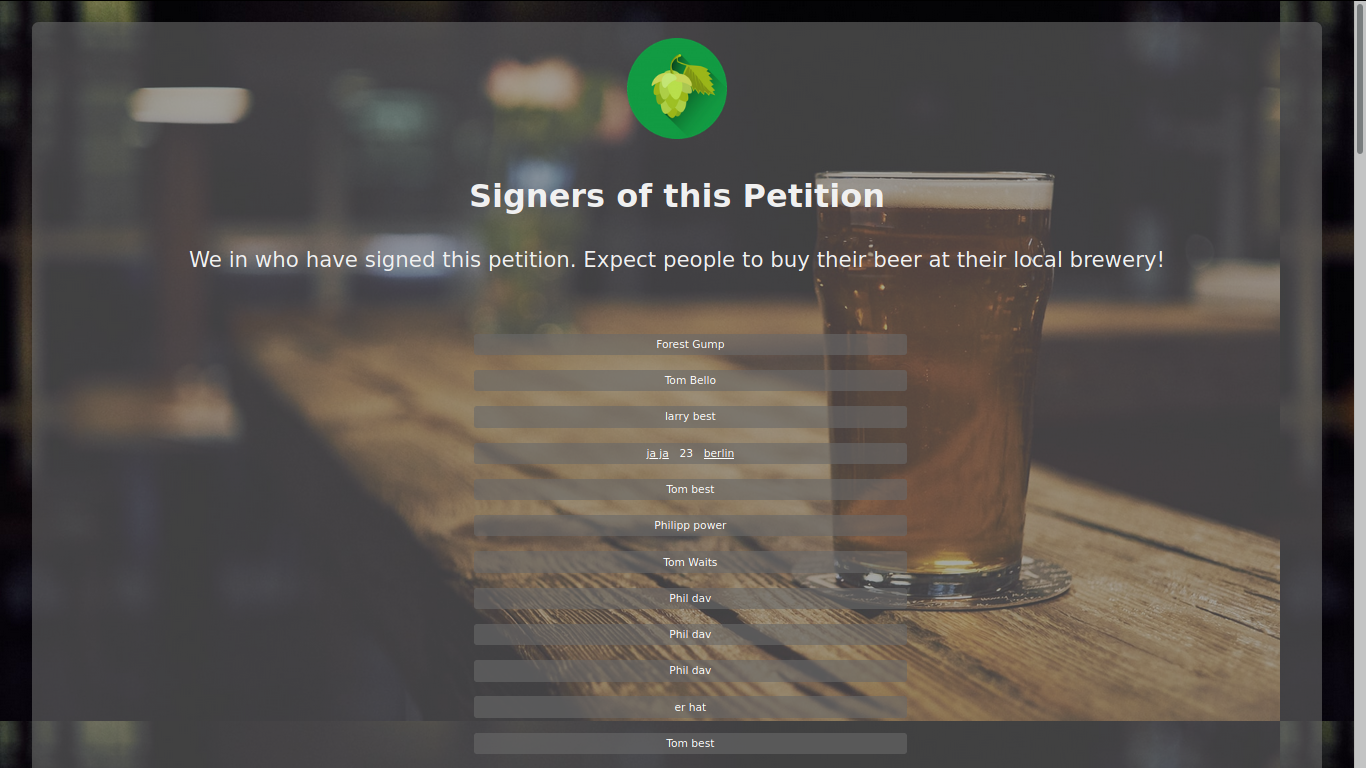 Signers of this Petition
We in who have signed this petition. Expect people to buy their beer at their local brewery!
Forest Gump
Tom Bello
larry best
ja ja 23 berlin
Tom best
Philipp power
Tom Waits
Phil dav
Phil dav
Phil dav
er hat
Tom best